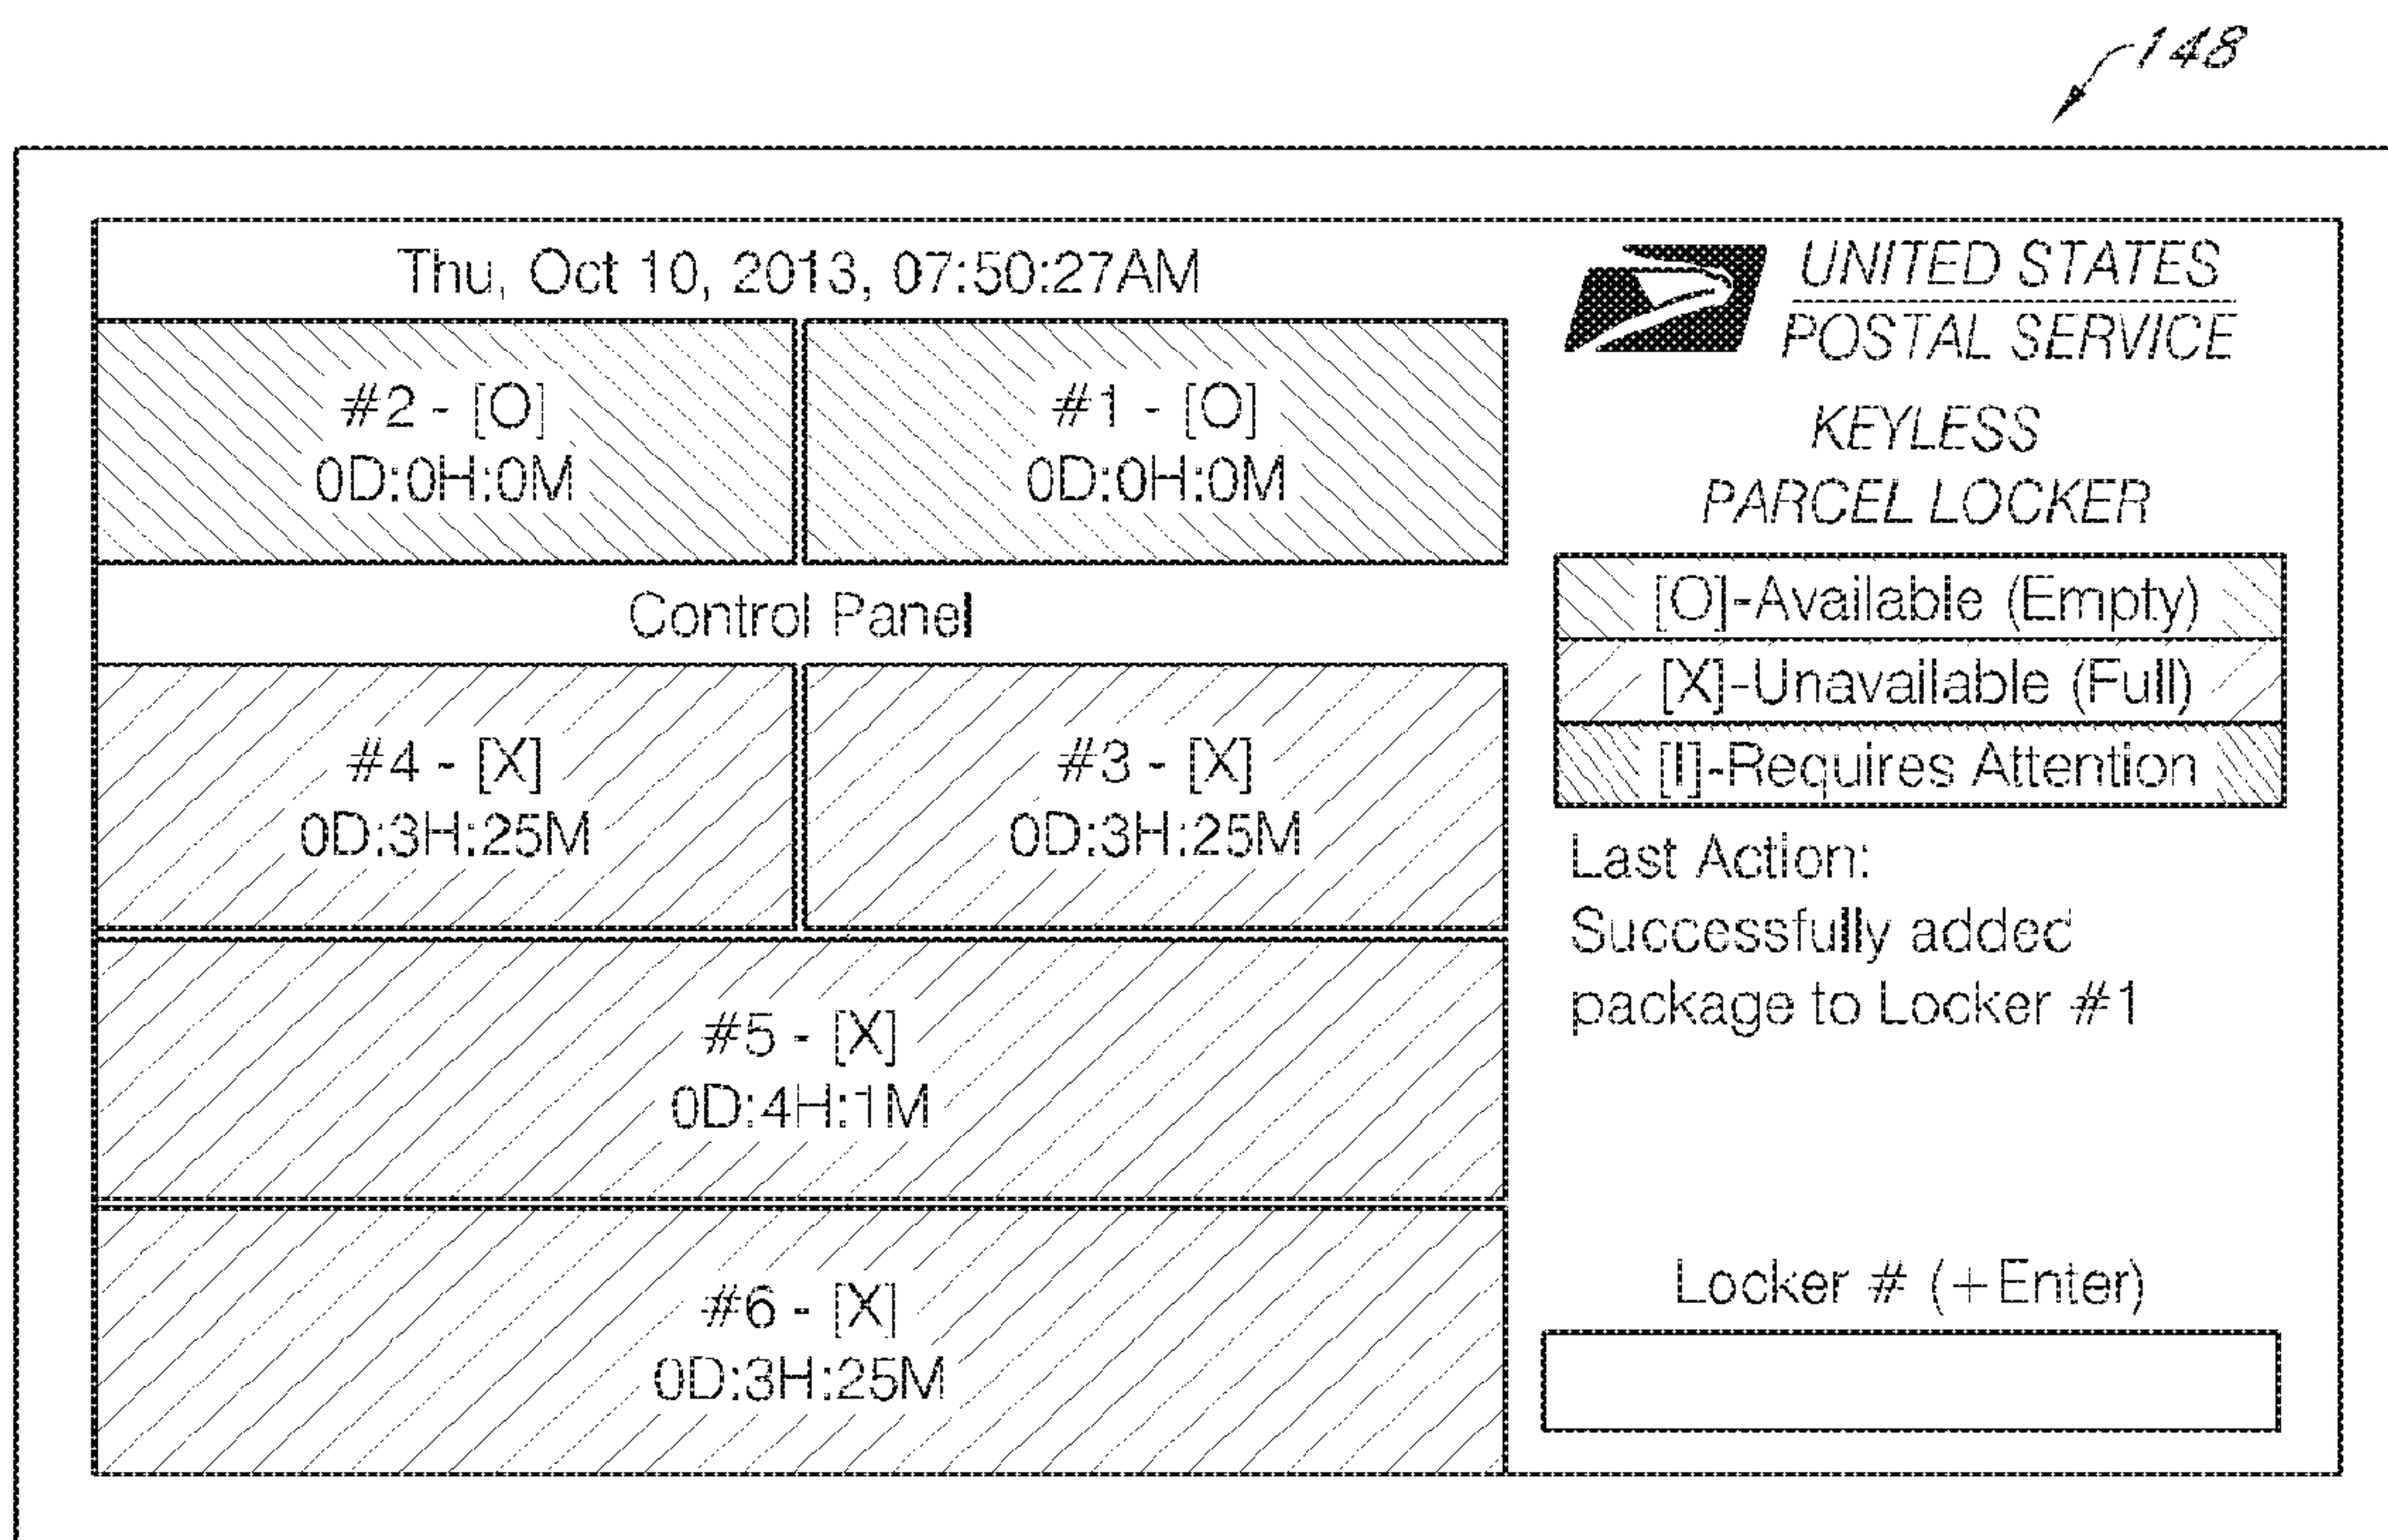 148
Thu, Oct 10, 2013, 07:50:27AM
#2 - [O]
0D:0H:0M
#1 - [O]
0D:0H:0M
Control Panel
#4 - [X]
0D:3H:25M
#3 - [X]
0D:3H:25M
#5 - [X]
0D:4H:1M
#6 - [X]
0D:3H:25M
UNITED STATES
POSTAL SERVICE
KEYLESS
PARCEL LOCKER
[O]-Available (Empty)
[X]-Unavailable (Full)
[I]-Requires Attention
Last Action:
Successfully added
package to Locker #1
Locker # (+Enter)